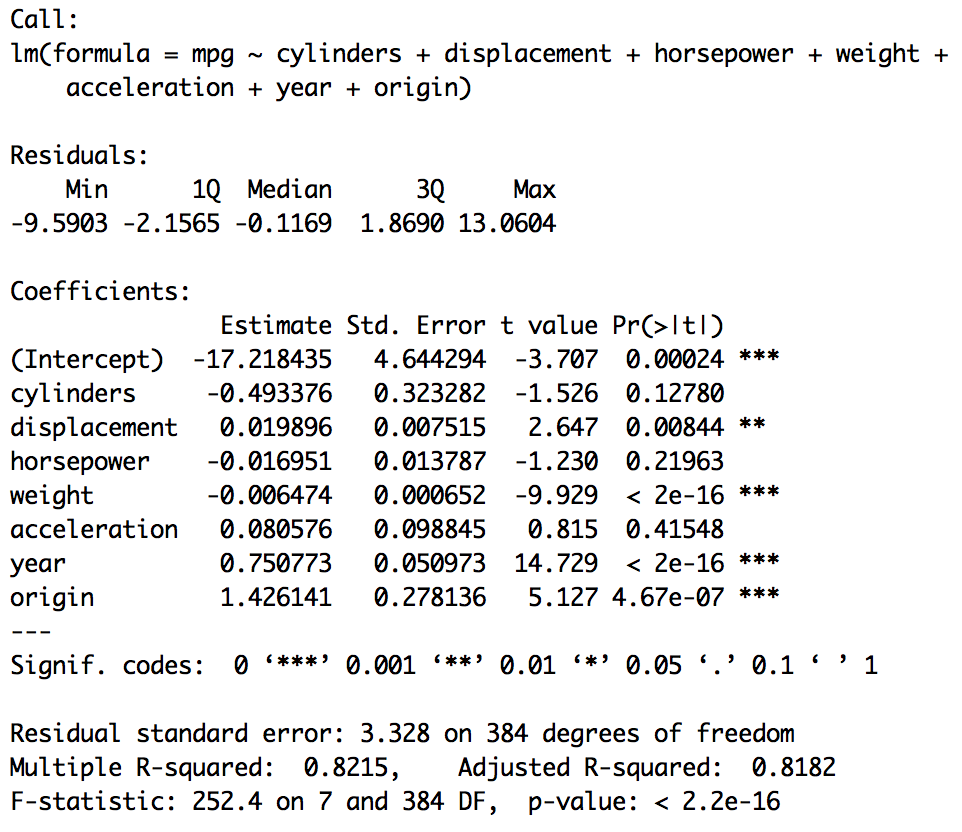 Call:
lm(formula = mpg ~ cylinders + displacement + horsepower + weight +
    acceleration + year + origin)

Residuals:
    Min      1Q  Median      3Q     Max
-9.5903 -2.1565 -0.1169  1.8690 13.0604

Coefficients:
               Estimate Std. Error t value Pr(>|t|)
(Intercept)  -17.218435   4.644294  -3.707  0.00024 ***
cylinders     -0.493376   0.323282  -1.526  0.12780
displacement   0.019896   0.007515   2.647  0.00844 **
horsepower    -0.016951   0.013787  -1.230  0.21963
weight        -0.006474   0.000652  -9.929  < 2e-16 ***
acceleration   0.080576   0.098845   0.815  0.41548
year           0.750773   0.050973  14.729  < 2e-16 ***
origin         1.426141   0.278136   5.127 4.67e-07 ***
---
Signif. codes:  0 ‘***’ 0.001 ‘**’ 0.01 ‘*’ 0.05 ‘.’ 0.1 ‘ ’ 1

Residual standard error: 3.328 on 384 degrees of freedom
Multiple R-squared:  0.8215,    Adjusted R-squared:  0.8182
F-statistic: 252.4 on 7 and 384 DF,  p-value: < 2.2e-16